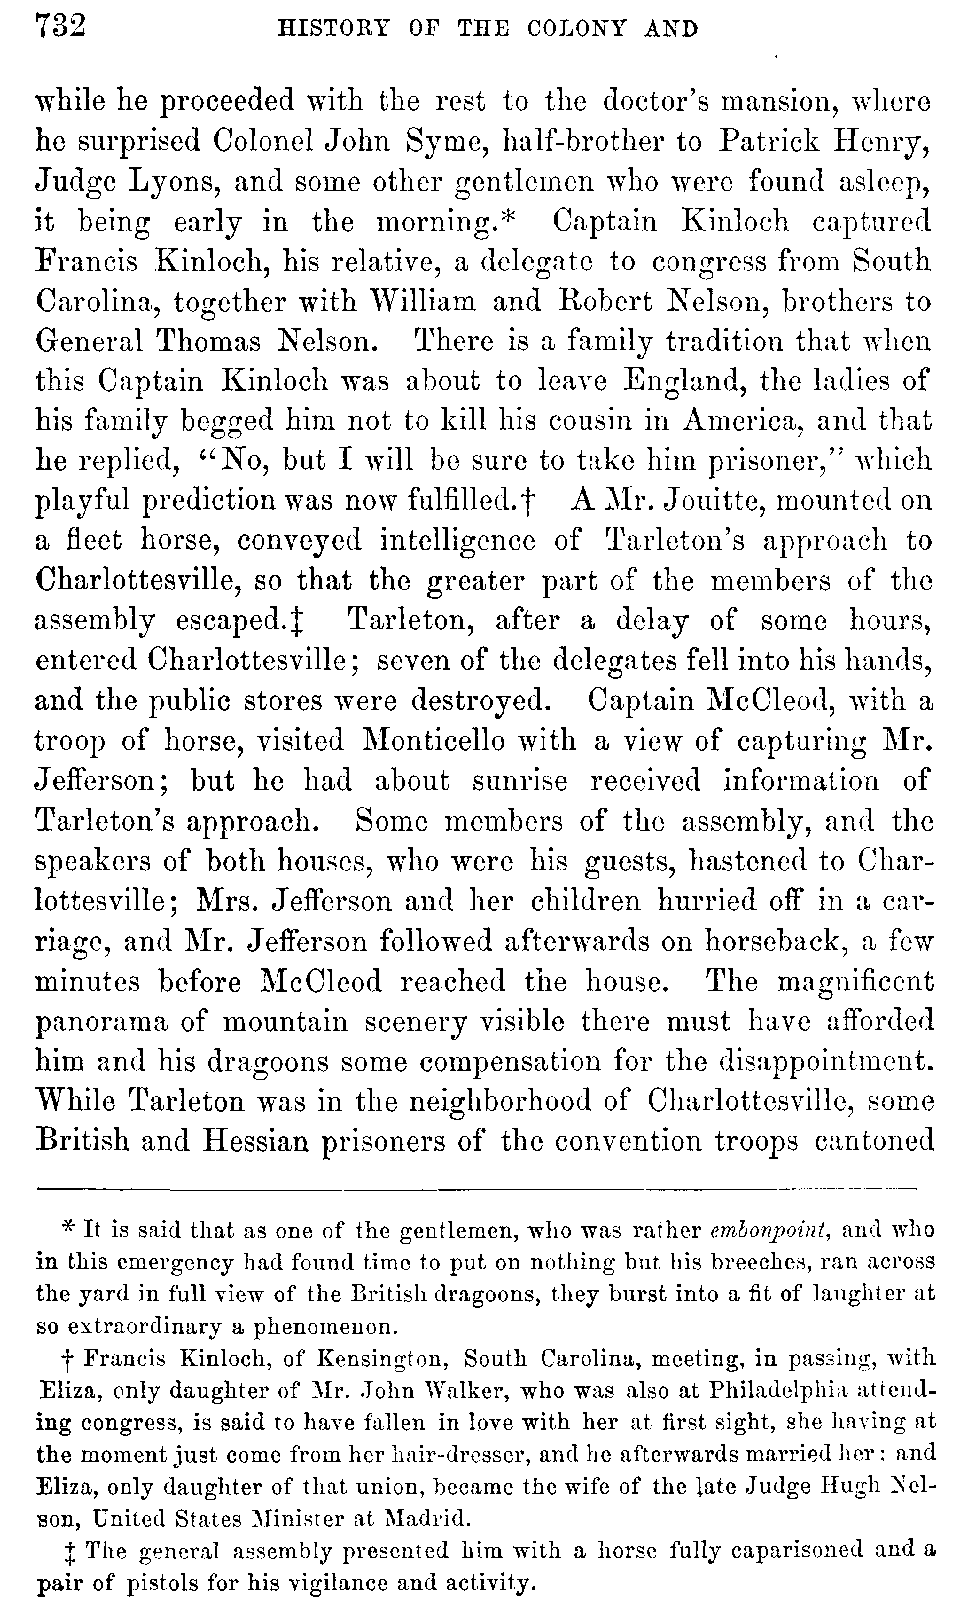 732 HISTORY OF THE COLONY AND
while he proceeded with the rest to the doctor's mansion, where
he surprised Colonel John Syme, half-brother to Patrick Henry,
Judge Lyons, and some other gentlemen who were found asleep,
it being early in the morning.* Captain Kinloch captured
Francis Kinloch, his relative, a delegate to congress from South
Carolina, together with William and Robert Nelson, brothers to
General Thomas Nelson. There is a family tradition that when
this Captain Kinloch was about to leave England, the ladies of
his family begged him not to kill his cousin in America, and that
he replied, "No, but I will be sure to take him prisoner," which
playful prediction was now fulfilled.† A Mr. Jouitte, mounted on
a fleet horse, conveyed intelligence of Tarleton's approach to
Charlottesville, so that the greater part of the members of the
assembly escaped.‡ Tarleton, after a delay of some hours,
entered Charlottesville; seven of the delegates fell into his hands,
and the public stores were destroyed. Captain McCleod, with a
troop of horse, visited Monticello with a view of capturing Mr.
Jefferson; but he had about sunrise received information of
Tarleton's approach. Some members of the assembly, and the
speakers of both houses, who were his guests, hastened to Char-
lottesville; Mrs. Jefferson and her children hurried off in a car-
riage, and Mr. Jefferson followed afterwards on horseback, a few
minutes before McCleod reached the house. The magnificent
panorama of mountain scenery visible there must have afforded
him and his dragoons some compensation for the disappointment.
While Tarleton was in the neighborhood of Charlottesville, some
British and Hessian prisoners of the convention troops cantoned
* It is said that as one of the gentlemen, who was rather embonpoint, and who
in this emergency had found time to put on nothing but his breeches, ran across
the yard in full view of the British dragoons, they burst into a fit of laughter at
so extraordinary a phenomenon.
† Francis Kinloch, of Kensington, South Carolina, meeting, in passing, with
Eliza, only daughter of Mr. John Walker, who was also at Philadelphia attend-
ing congress, is said to have fallen in love with her at first sight, she having at
the moment just come from her hair-dresser, and he afterwards married her: and
Eliza, only daughter of that union, became the wife of the late Judge Hugh Nel-
son, United States Minister at Madrid.
‡ The general assembly presented him with a horse fully caparisoned and a
pair of pistols for his vigilance and activity.